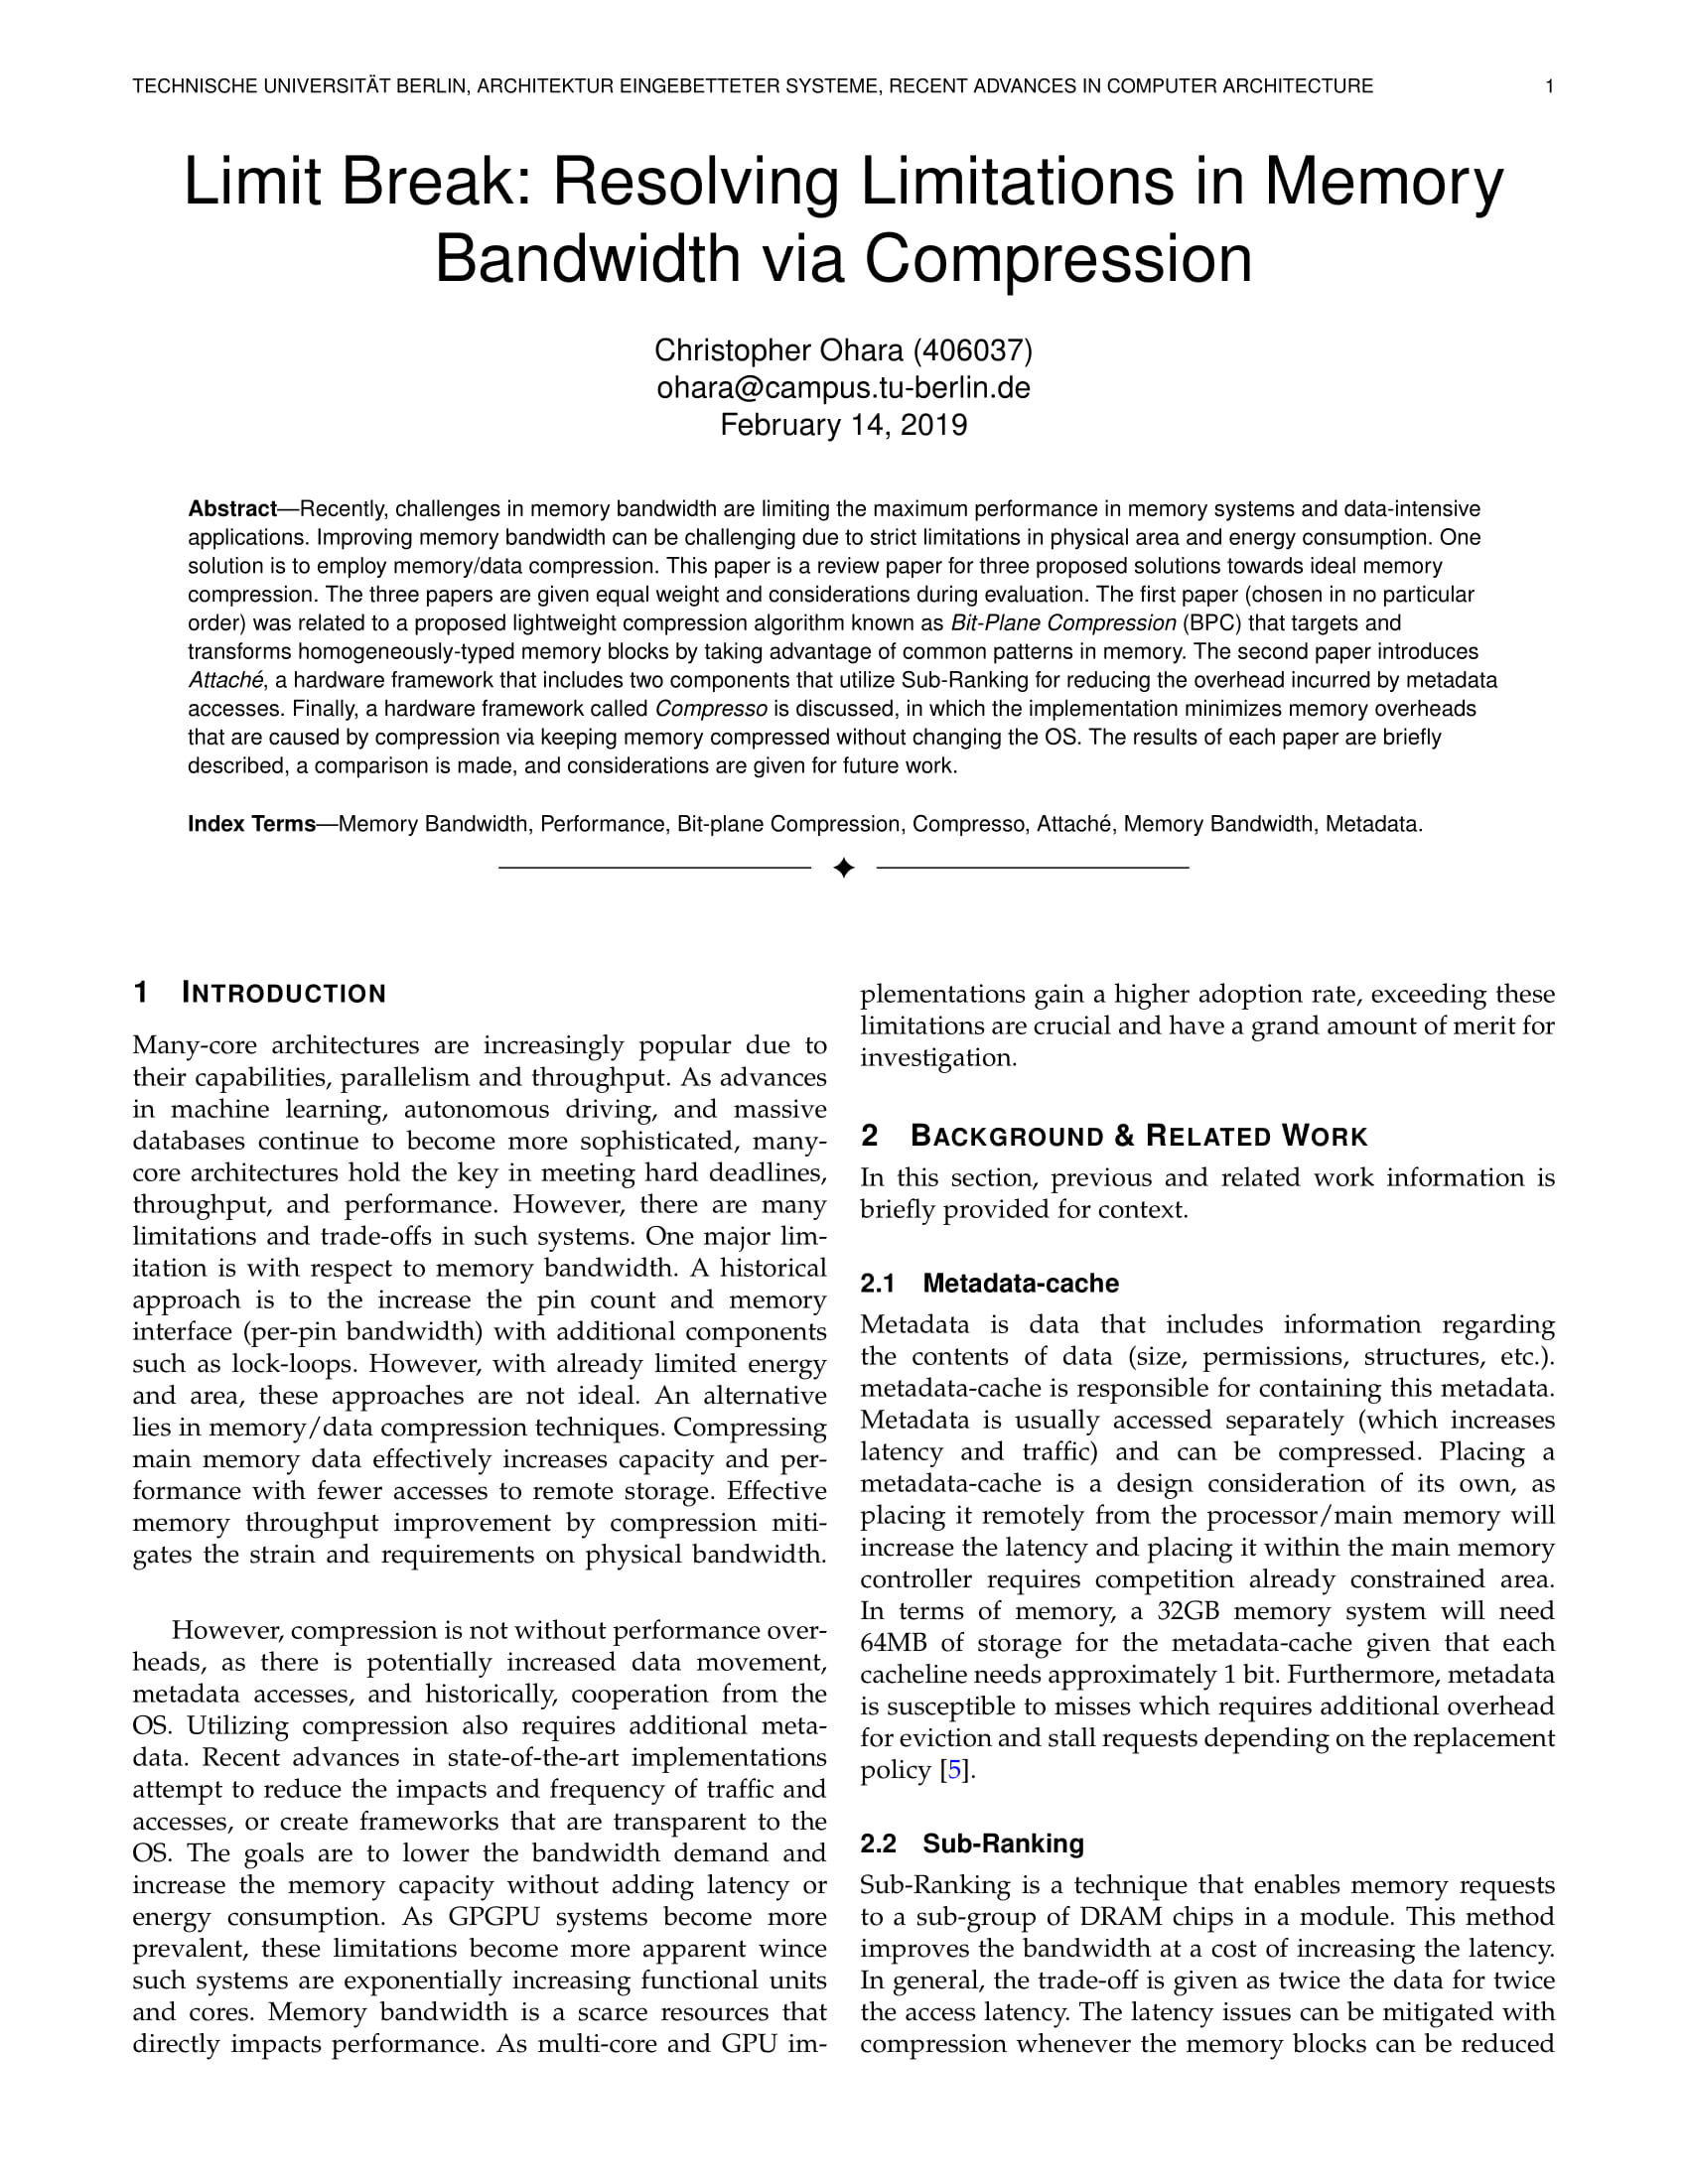 TECHNISCHE UNIVERSITÄT BERLIN, ARCHITEKTUR EINGEBETTETER SYSTEME, RECENT ADVANCES IN COMPUTER ARCHITECTURE 1
Limit Break: Resolving Limitations in Memory
Bandwidth via Compression
Christopher Ohara (406037)
ohara@campus.tu-berlin.de
February 14, 2019
Abstract—Recently, challenges in memory bandwidth are limiting the maximum performance in memory systems and data-intensive
applications. Improving memory bandwidth can be challenging due to strict limitations in physical area and energy consumption. One
solution is to employ memory/data compression. This paper is a review paper for three proposed solutions towards ideal memory
compression. The three papers are given equal weight and considerations during evaluation. The first paper (chosen in no particular
order) was related to a proposed lightweight compression algorithm known as Bit-Plane Compression (BPC) that targets and
transforms homogeneously-typed memory blocks by taking advantage of common patterns in memory. The second paper introduces
Attaché, a hardware framework that includes two components that utilize Sub-Ranking for reducing the overhead incurred by metadata
accesses. Finally, a hardware framework called Compresso is discussed, in which the implementation minimizes memory overheads
that are caused by compression via keeping memory compressed without changing the OS. The results of each paper are briefly
described, a comparison is made, and considerations are given for future work.
Index Terms—Memory Bandwidth, Performance, Bit-plane Compression, Compresso, Attaché, Memory Bandwidth, Metadata.
1 INTRODUCTION
Many-core architectures are increasingly popular due to
their capabilities, parallelism and throughput. As advances
in machine learning, autonomous driving, and massive
databases continue to become more sophisticated, many-
core architectures hold the key in meeting hard deadlines,
throughput, and performance. However, there are many
limitations and trade-offs in such systems. One major lim-
itation is with respect to memory bandwidth. A historical
approach is to the increase the pin count and memory
interface (per-pin bandwidth) with additional components
such as lock-loops. However, with already limited energy
and area, these approaches are not ideal. An alternative
lies in memory/data compression techniques. Compressing
main memory data effectively increases capacity and per-
formance with fewer accesses to remote storage. Effective
memory throughput improvement by compression miti-
gates the strain and requirements on physical bandwidth.
However, compression is not without performance over-
heads, as there is potentially increased data movement,
metadata accesses, and historically, cooperation from the
OS. Utilizing compression also requires additional meta-
data. Recent advances in state-of-the-art implementations
attempt to reduce the impacts and frequency of traffic and
accesses, or create frameworks that are transparent to the
OS. The goals are to lower the bandwidth demand and
increase the memory capacity without adding latency or
energy consumption. As GPGPU systems become more
prevalent, these limitations become more apparent wince
such systems are exponentially increasing functional units
and cores. Memory bandwidth is a scarce resources that
directly impacts performance. As multi-core and GPU im-
plementations gain a higher adoption rate, exceeding these
limitations are crucial and have a grand amount of merit for
investigation.
2 BACKGROUND & RELATED WORK
In this section, previous and related work information is
briefly provided for context.
2.1 Metadata-cache
Metadata is data that includes information regarding
the contents of data (size, permissions, structures, etc.).
metadata-cache is responsible for containing this metadata.
Metadata is usually accessed separately (which increases
latency and traffic) and can be compressed. Placing a
metadata-cache is a design consideration of its own, as
placing it remotely from the processor/main memory will
increase the latency and placing it within the main memory
controller requires competition already constrained area.
In terms of memory, a 32GB memory system will need
64MB of storage for the metadata-cache given that each
cacheline needs approximately 1 bit. Furthermore, metadata
is susceptible to misses which requires additional overhead
for eviction and stall requests depending on the replacement
policy [5].
2.2 Sub-Ranking
Sub-Ranking is a technique that enables memory requests
to a sub-group of DRAM chips in a module. This method
improves the bandwidth at a cost of increasing the latency.
In general, the trade-off is given as twice the data for twice
the access latency. The latency issues can be mitigated with
compression whenever the memory blocks can be reduced